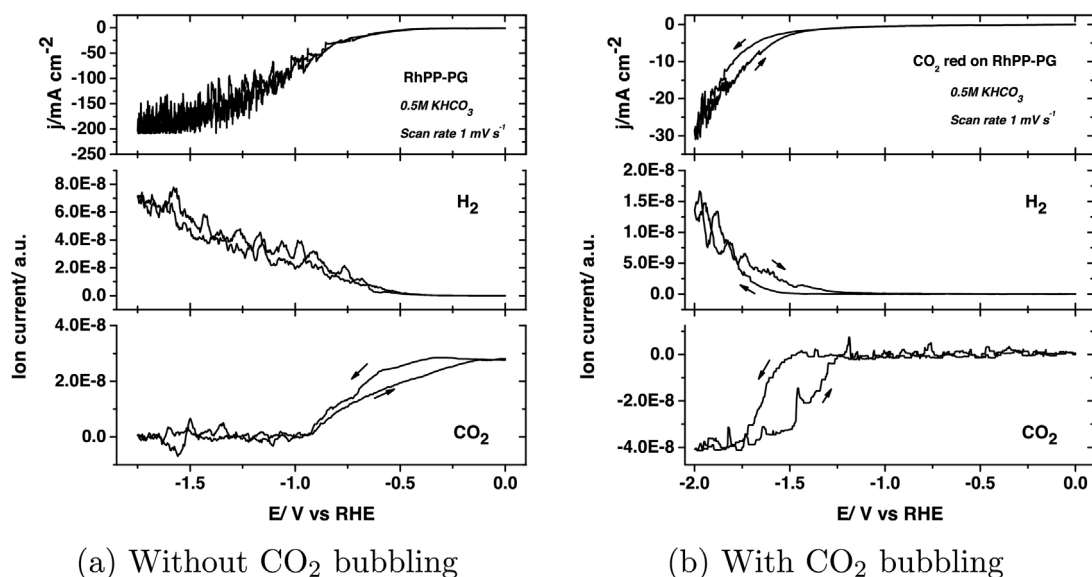 0
-50
-100
-150
-200
-250
j/mA cm⁻²
RhPP-PG
0.5M KHCO₃
Scan rate 1 mV s⁻¹
8.0E-8
6.0E-8
4.0E-8
2.0E-8
0.0
H₂
Ion current/ a.u.
4.0E-8
2.0E-8
0.0
CO₂
-1.5 -1.0 -0.5 0.0
E/ V vs RHE
(a) Without CO₂ bubbling
0
-10
-20
-30
j/mA cm⁻²
CO₂ red on RhPP-PG
0.5M KHCO₃
Scan rate 1 mV s⁻¹
2.0E-8
1.5E-8
1.0E-8
5.0E-9
0.0
H₂
Ion current/ a.u.
0.0
-2.0E-8
-4.0E-8
CO₂
-2.0 -1.5 -1.0 -0.5 0.0
E/ V vs RHE
(b) With CO₂ bubbling